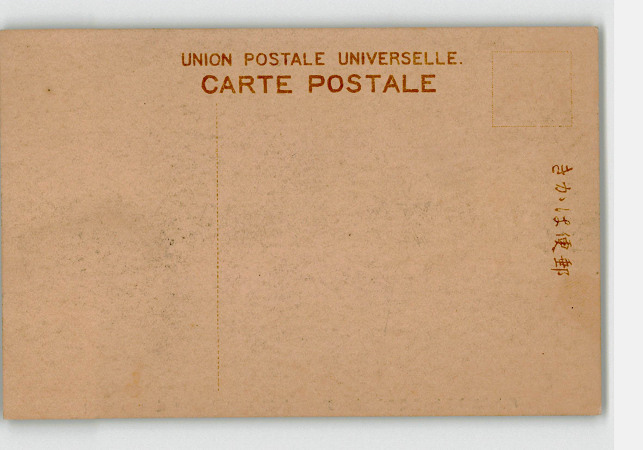 UNION POSTALE UNIVERSELLE.
CARTE POSTALE
きかは便郵